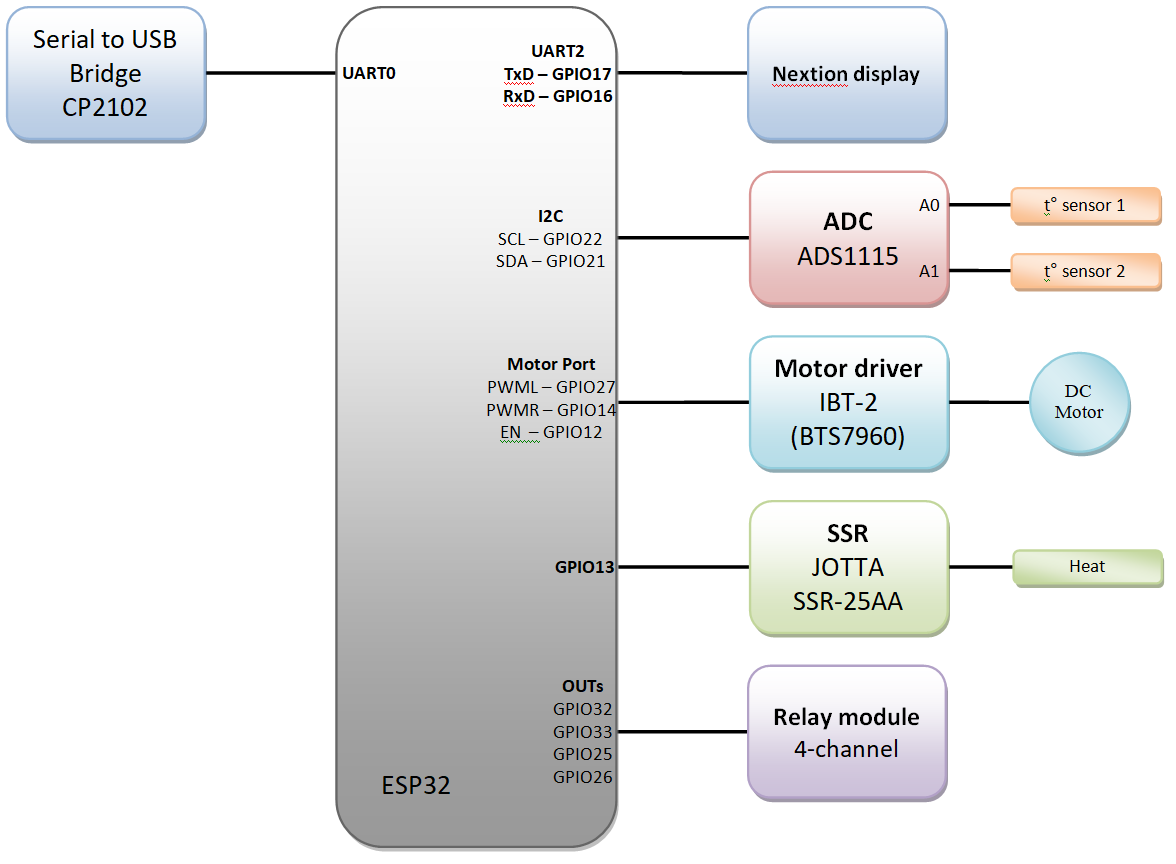 Serial to USB
Bridge
CP2102
UART0
UART2
TxD – GPIO17
RxD – GPIO16
Nextion display
I2C
SCL – GPIO22
SDA – GPIO21
ADC
ADS1115
A0
A1
t° sensor 1
t° sensor 2
Motor Port
PWML – GPIO27
PWMR – GPIO14
EN – GPIO12
Motor driver
IBT-2
(BTS7960)
DC
Motor
GPIO13
SSR
JOTTA
SSR-25AA
Heat
OUTs
GPIO32
GPIO33
GPIO25
GPIO26
Relay module
4-channel
ESP32